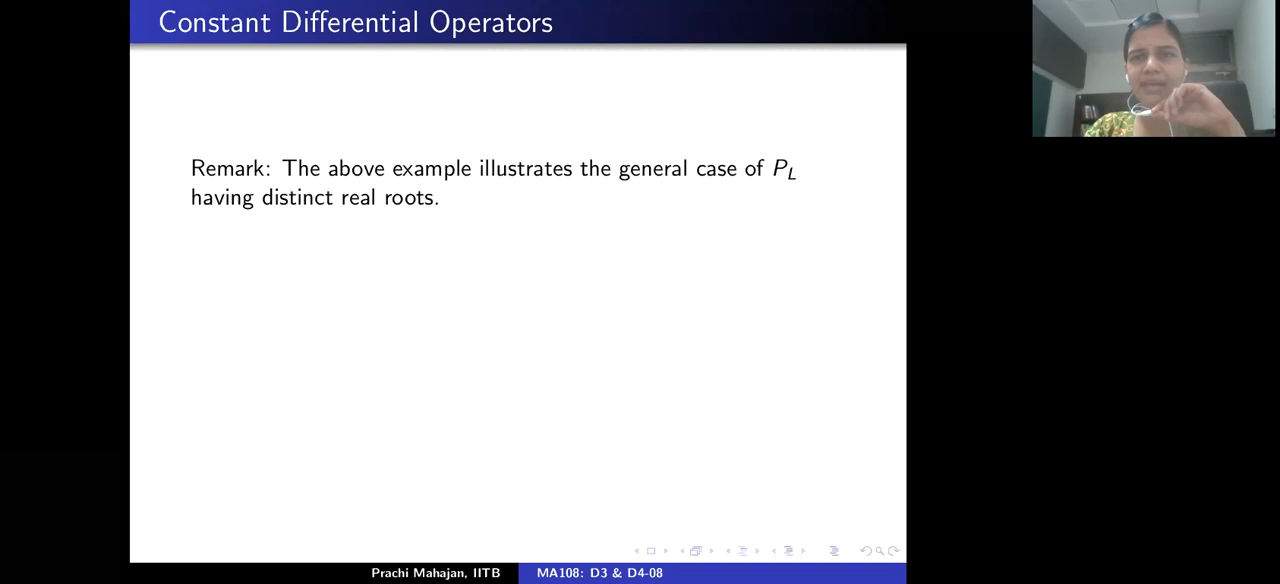 Constant Differential Operators
Remark: The above example illustrates the general case of P_L
having distinct real roots.
Prachi Mahajan, IITB MA108: D3 & D4-08